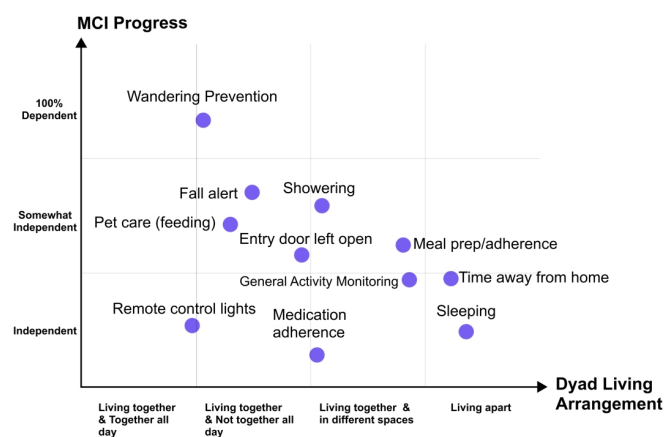 MCI Progress
100%
Dependent
Wandering Prevention
Fall alert
Showering
Somewhat
Independent
Pet care (feeding)
Entry door left open
Meal prep/adherence
General Activity Monitoring
Time away from home
Remote control lights
Medication
adherence
Sleeping
Independent
Dyad Living
Arrangement
Living together
& Together all
day
Living together
& Not together all
day
Living together &
in different spaces
Living apart